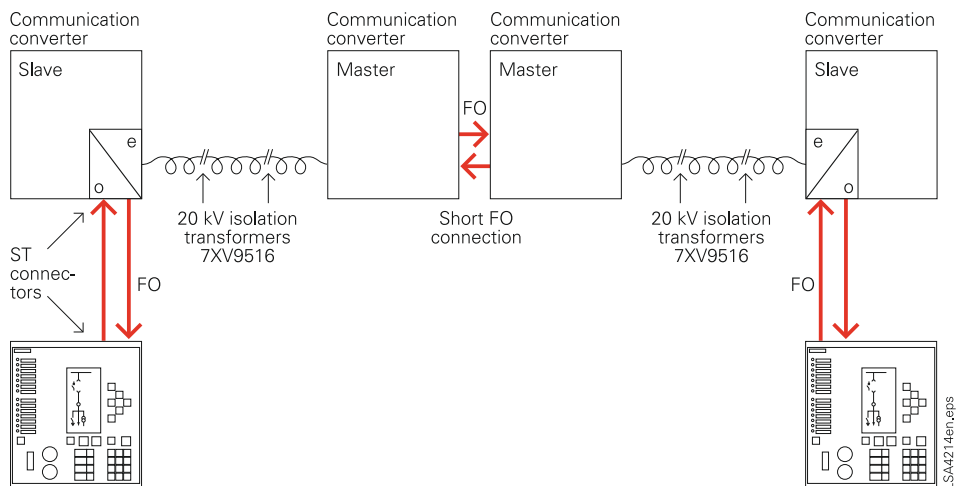 Communication
converter
Slave
e
o
Communication
converter
Master
FO
Communication
converter
Master
Communication
converter
Slave
e
o
20 kV isolation
transformers
7XV9516
Short FO
connection
20 kV isolation
transformers
7XV9516
ST
connec-
tors
FO
FO
LSA4214en.eps